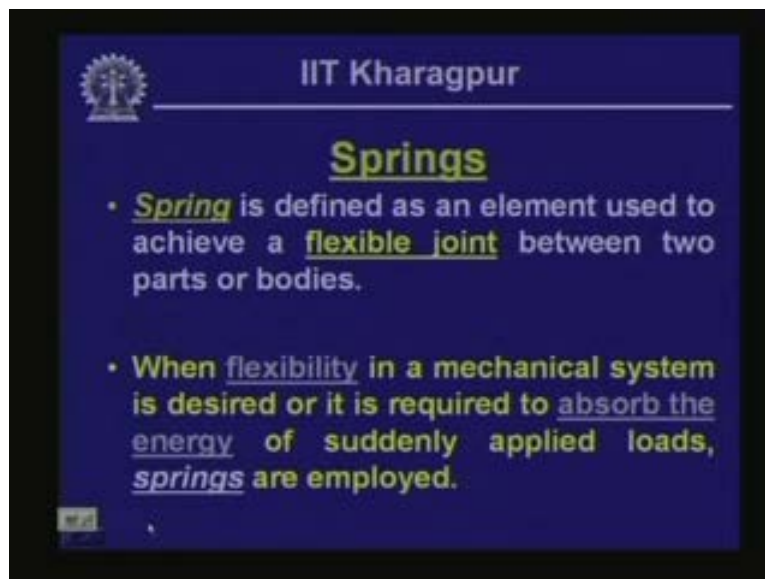 IIT Kharagpur
Springs
• Spring is defined as an element used to
achieve a flexible joint between two
parts or bodies.
• When flexibility in a mechanical system
is desired or it is required to absorb the
energy of suddenly applied loads,
springs are employed.